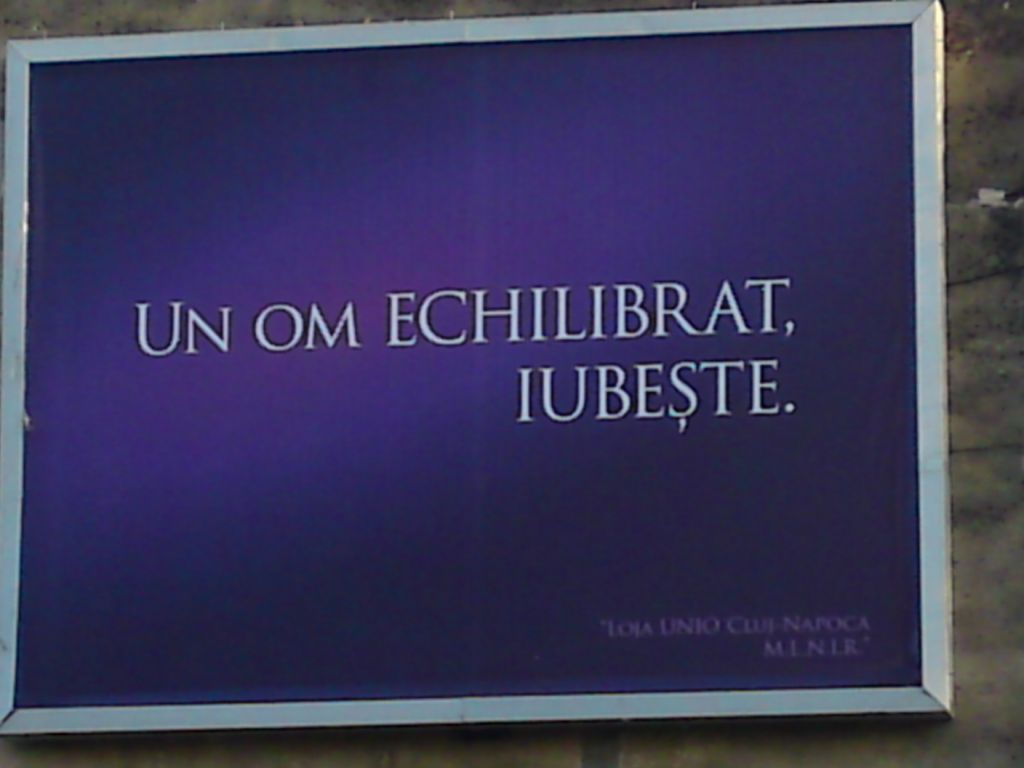 Un om ECHILIBRAT,
IUBEȘTE.
"Loja UNIO Cluj-Napoca
M.L.N.I.R."